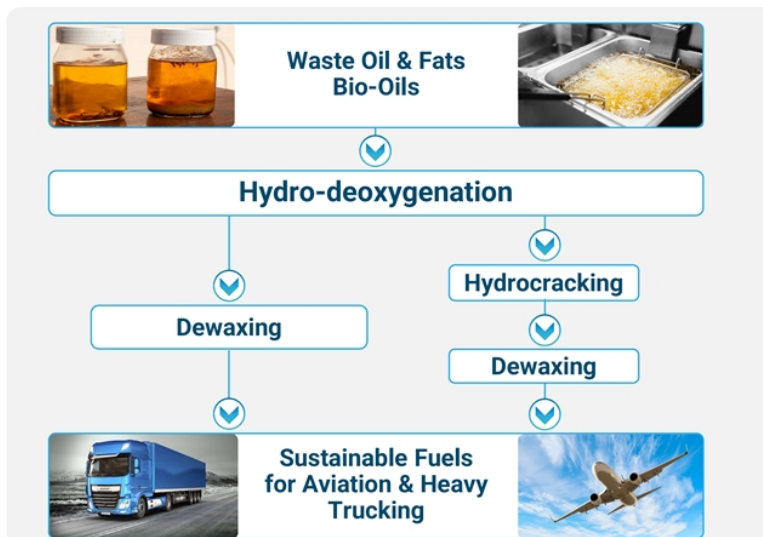 Waste Oil & Fats
Bio-Oils
Hydro-deoxygenation
Hydrocracking
Dewaxing
Dewaxing
Sustainable Fuels
for Aviation & Heavy
Trucking